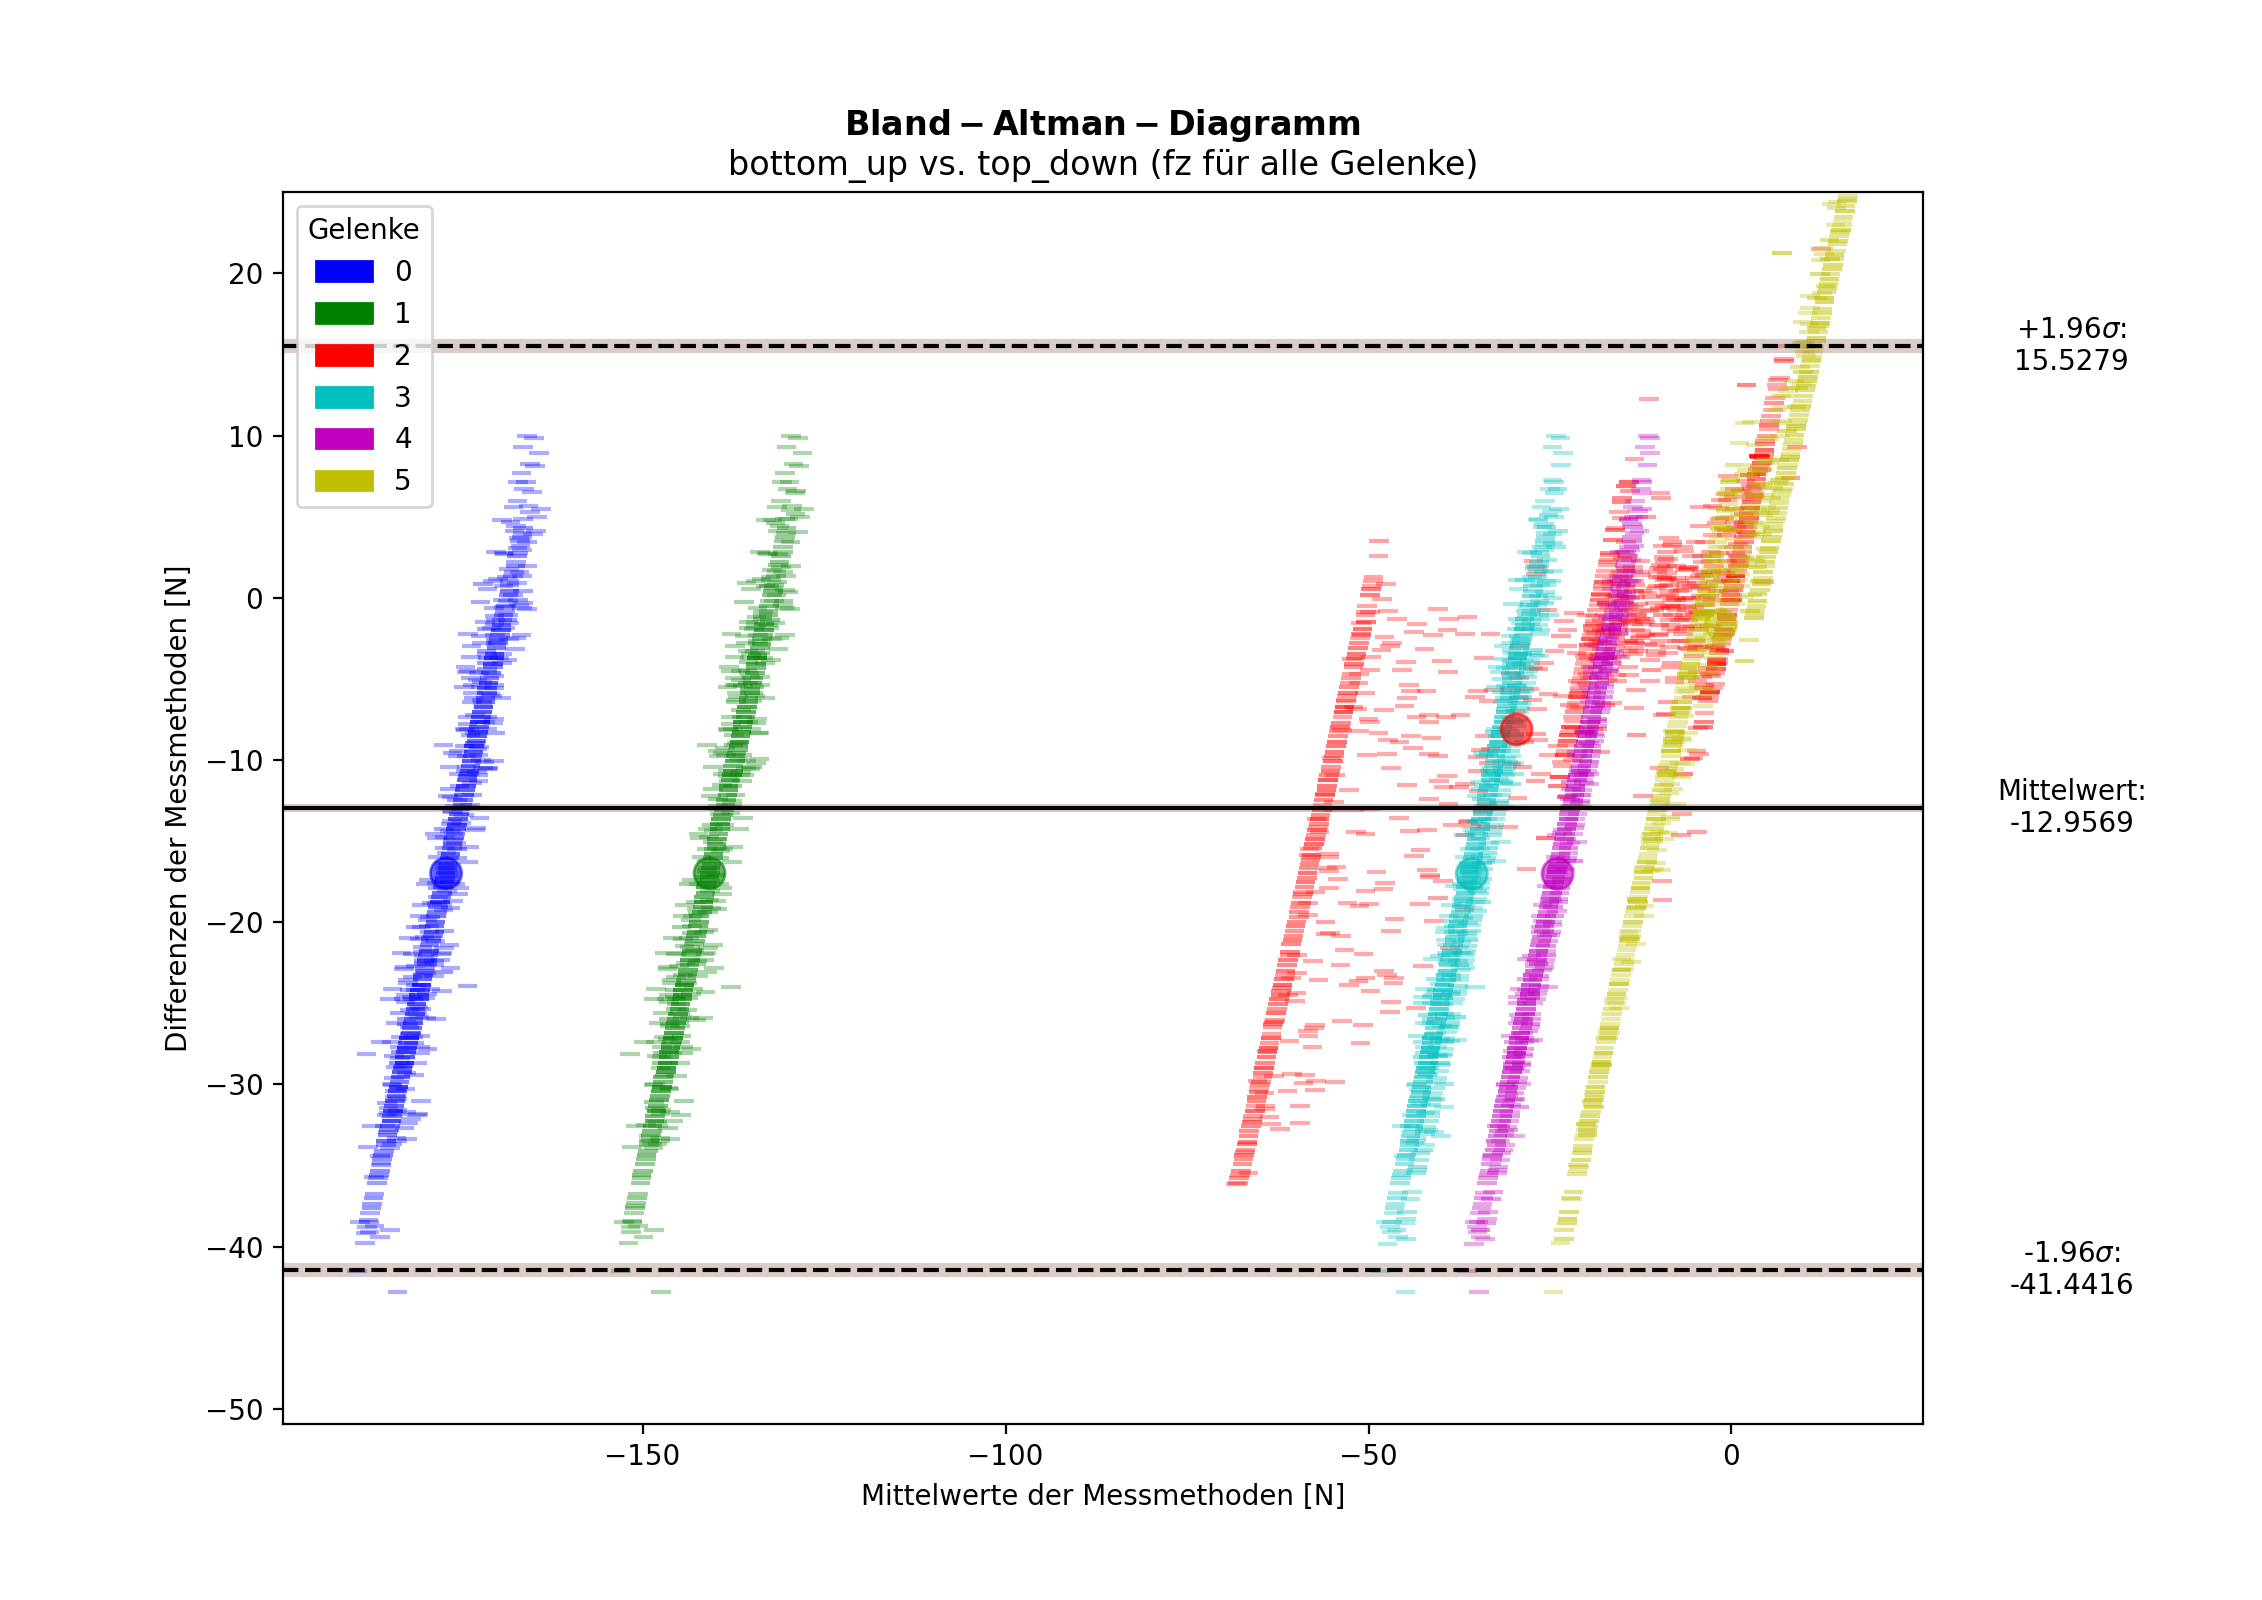 Bland – Altman – Diagramm
bottom_up vs. top_down (fz für alle Gelenke)
Gelenke
0
1
2
3
4
5
20
10
0
−10
−20
−30
−40
−50
Differenzen der Messmethoden [N]
−150
−100
−50
0
Mittelwerte der Messmethoden [N]
+1.96σ:
15.5279
Mittelwert:
-12.9569
-1.96σ:
-41.4416